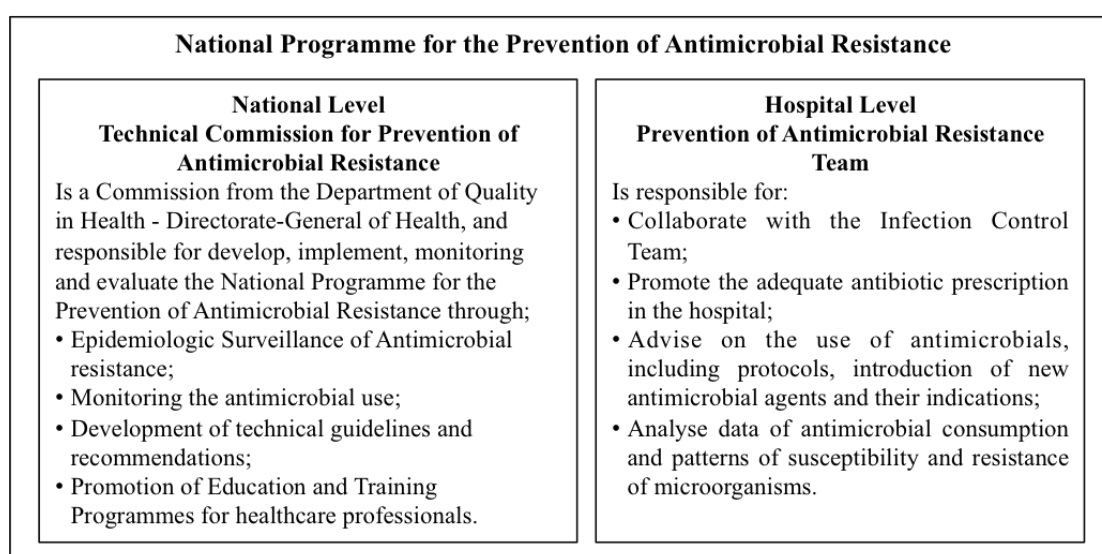 National Programme for the Prevention of Antimicrobial Resistance
National Level
Technical Commission for Prevention of
Antimicrobial Resistance
Is a Commission from the Department of Quality
in Health - Directorate-General of Health, and
responsible for develop, implement, monitoring
and evaluate the National Programme for the
Prevention of Antimicrobial Resistance through;
• Epidemiologic Surveillance of Antimicrobial
resistance;
• Monitoring the antimicrobial use;
• Development of technical guidelines and
recommendations;
• Promotion of Education and Training
Programmes for healthcare professionals.
Hospital Level
Prevention of Antimicrobial Resistance
Team
Is responsible for:
• Collaborate with the Infection Control
Team;
• Promote the adequate antibiotic prescription
in the hospital;
• Advise on the use of antimicrobials,
including protocols, introduction of new
antimicrobial agents and their indications;
• Analyse data of antimicrobial consumption
and patterns of susceptibility and resistance
of microorganisms.